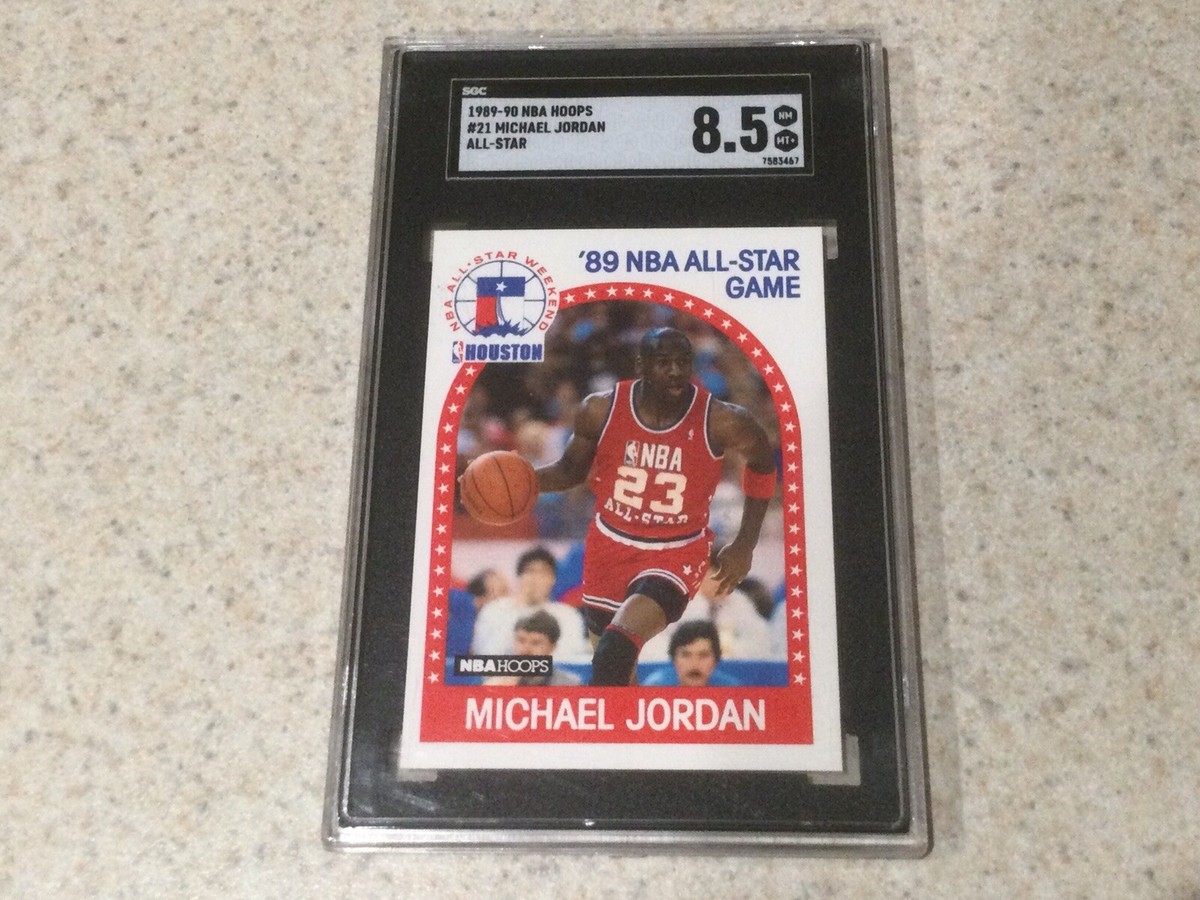 SGC
1989-90 NBA HOOPS
#21 MICHAEL JORDAN
ALL-STAR
8.5
NM
MT+
7583467
NBA ALL·STAR WEEKEND
HOUSTON
'89 NBA ALL-STAR
GAME
NBA
23
ALL-STAR
NBA HOOPS
MICHAEL JORDAN